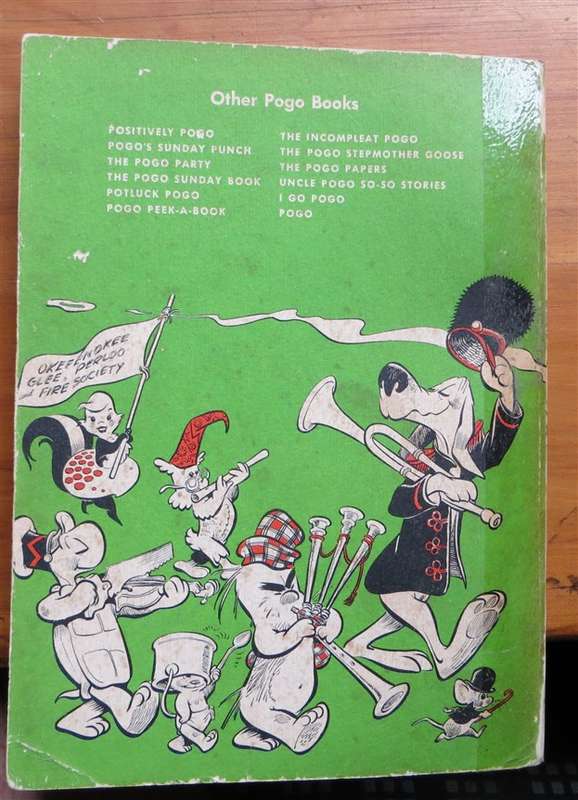 Other Pogo Books
POSITIVELY POGO
POGO'S SUNDAY PUNCH
THE POGO PARTY
THE POGO SUNDAY BOOK
POTLUCK POGO
POGO PEEK-A-BOOK
THE INCOMPLEAT POGO
THE POGO STEPMOTHER GOOSE
THE POGO PAPERS
UNCLE POGO SO-SO STORIES
I GO POGO
POGO
OKEEFENOKEE
GLEE & PERLOO
and FIRE SOCIETY